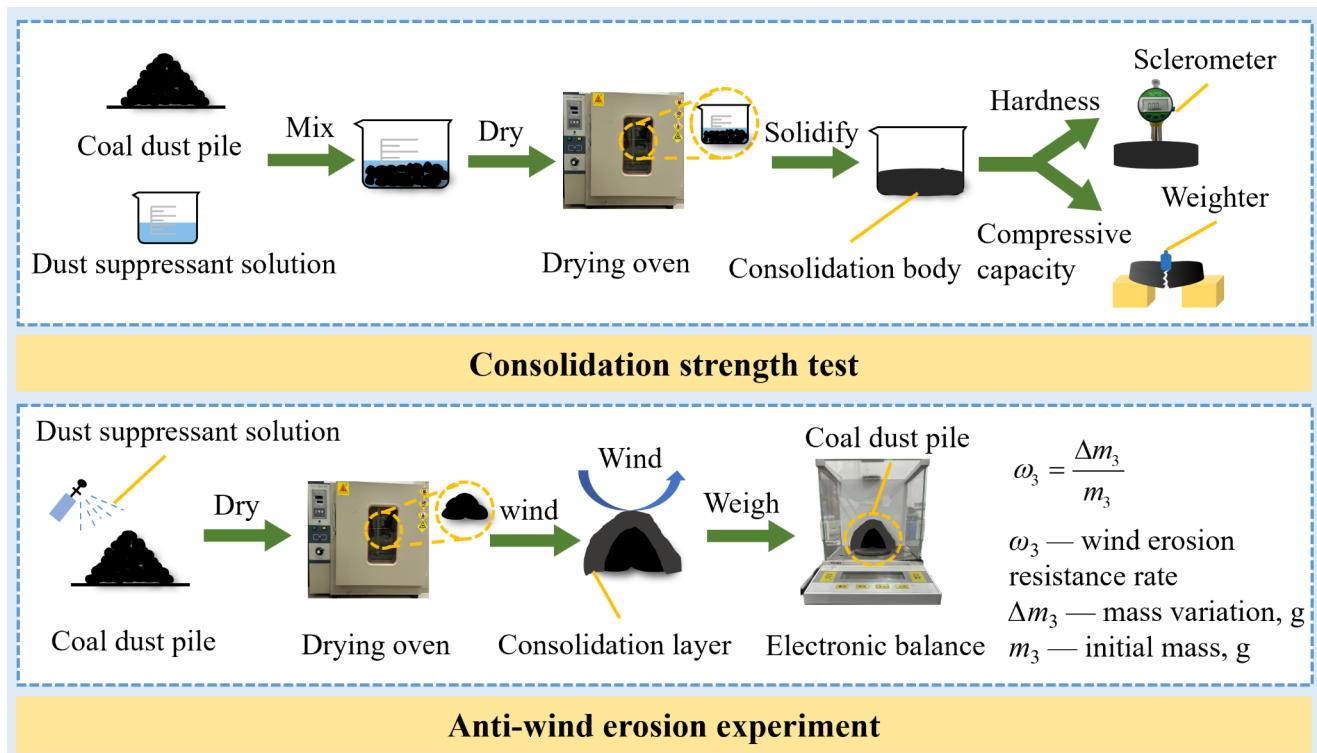 Sclerometer
Hardness
Mix
Dry
Solidify
Coal dust pile
Weighter
Dust suppressant solution
Drying oven
Consolidation body
Compressive
capacity
Consolidation strength test
Dust suppressant solution
Coal dust pile
Wind
Dry
wind
Weigh
ω₃ = Δm₃ / m₃
ω₃ — wind erosion
resistance rate
Δm₃ — mass variation, g
m₃ — initial mass, g
Coal dust pile
Drying oven
Consolidation layer
Electronic balance
Anti-wind erosion experiment